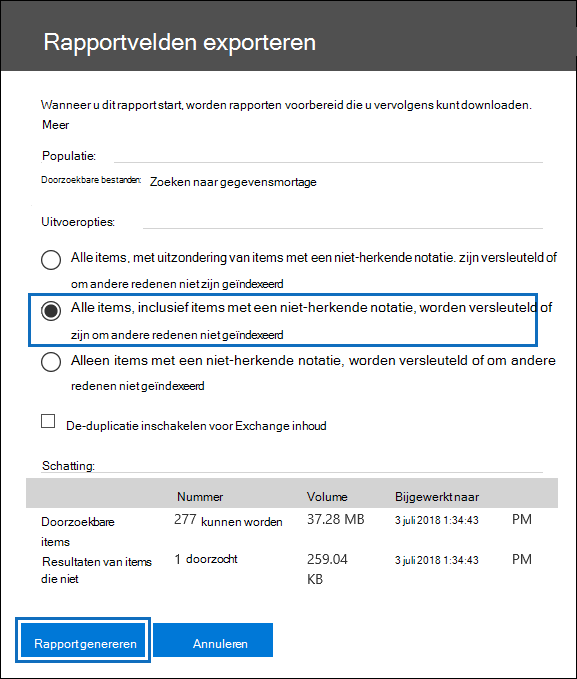 Rapportvelden exporteren
Wanneer u dit rapport start, worden rapporten voorbereid die u vervolgens kunt downloaden.
Meer
Populatie:
Doorzoekbare bestanden: Zoeken naar gegevensmortage
Uitvoeropties:
Alle items, met uitzondering van items met een niet-herkende notatie. zijn versleuteld of
om andere redenen niet zijn geïndexeerd
Alle items, inclusief items met een niet-herkende notatie, worden versleuteld of
zijn om andere redenen niet geïndexeerd
Alleen items met een niet-herkende notatie, worden versleuteld of om andere
redenen niet geïndexeerd
De-duplicatie inschakelen voor Exchange inhoud
Schatting:
Nummer Volume Bijgewerkt naar
Doorzoekbare 277 kunnen worden 37.28 MB 3 juli 2018 1:34:43 PM
items
Resultaten van items 1 doorzocht 259.04 3 juli 2018 1:34:43 PM
die niet KB
Rapport genereren Annuleren